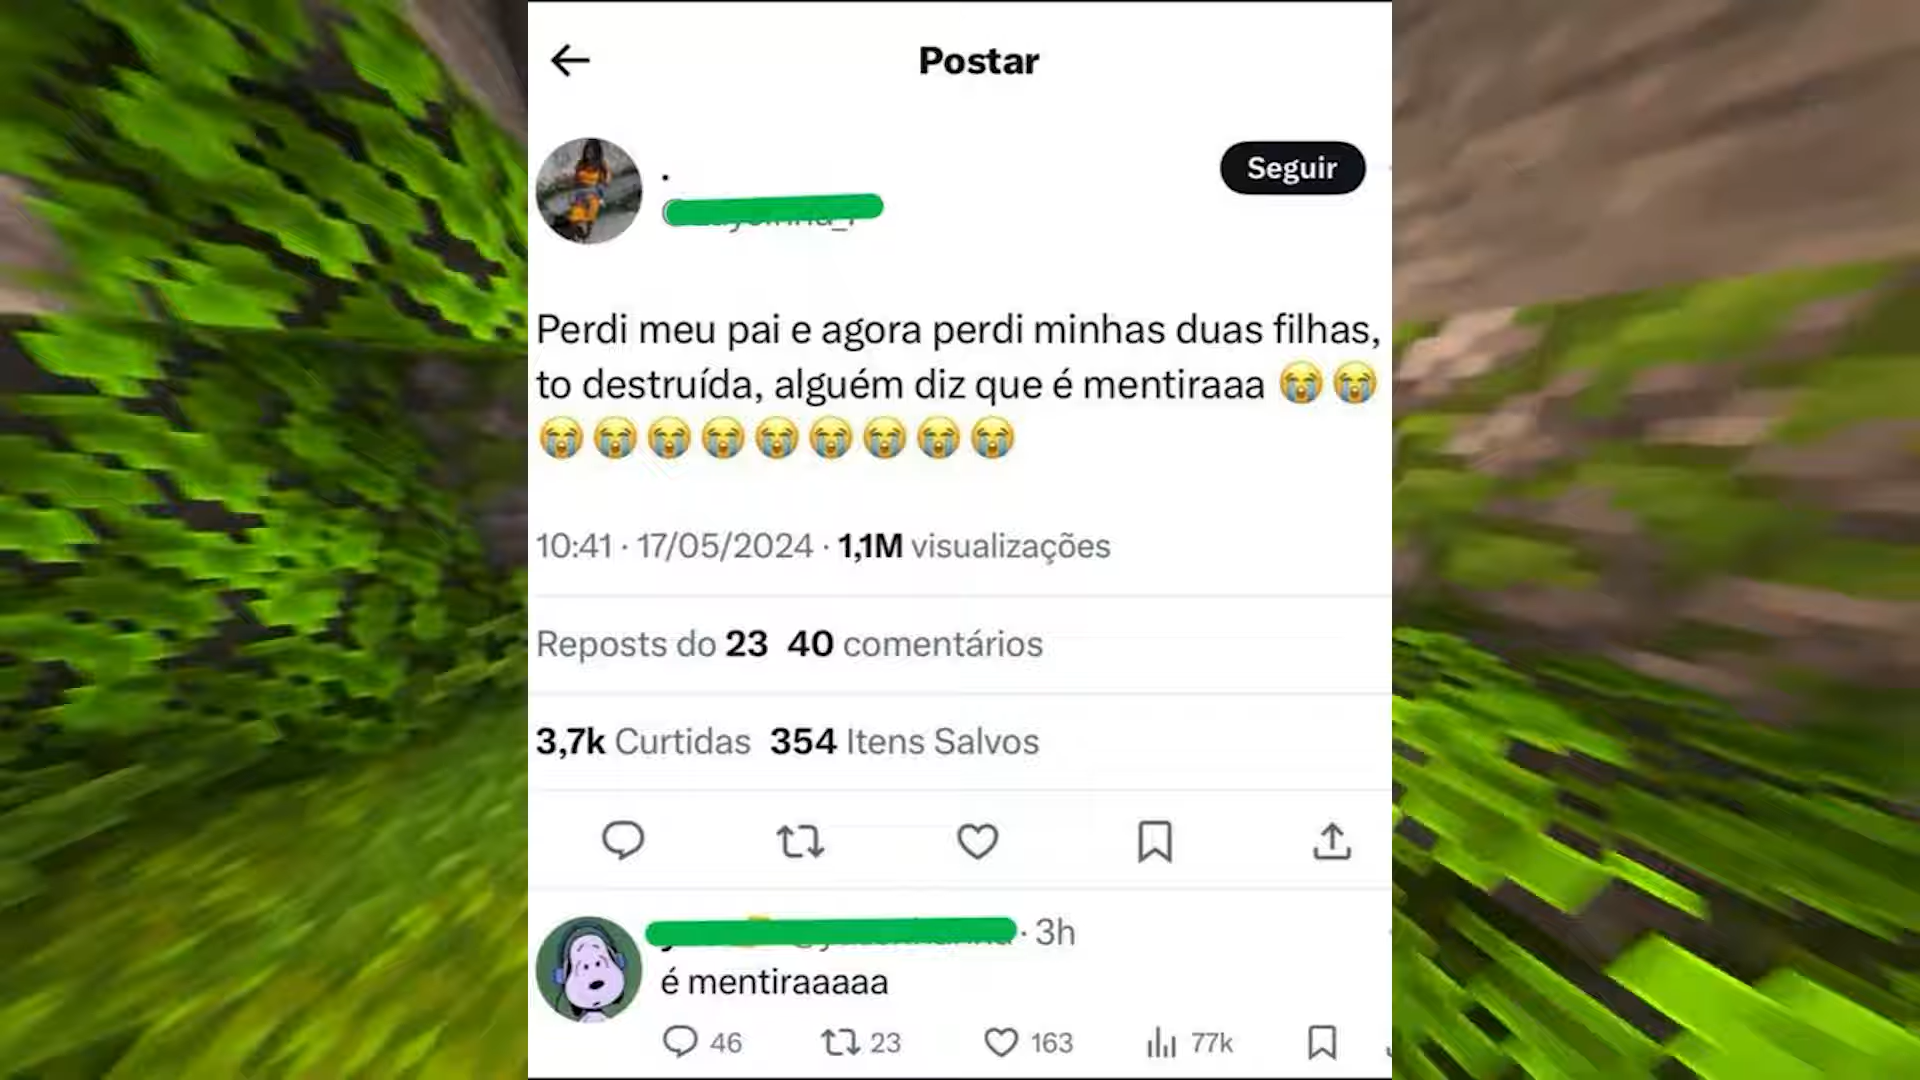 Postar
.
Seguir
Perdi meu pai e agora perdi minhas duas filhas,
to destruída, alguém diz que é mentiraaa 😭😭
😭😭😭😭😭😭😭😭😭
10:41 · 17/05/2024 · 1,1M visualizações
Reposts do 23 40 comentários
3,7k Curtidas 354 Itens Salvos
· 3h
é mentiraaaaa
46 23 163 77k